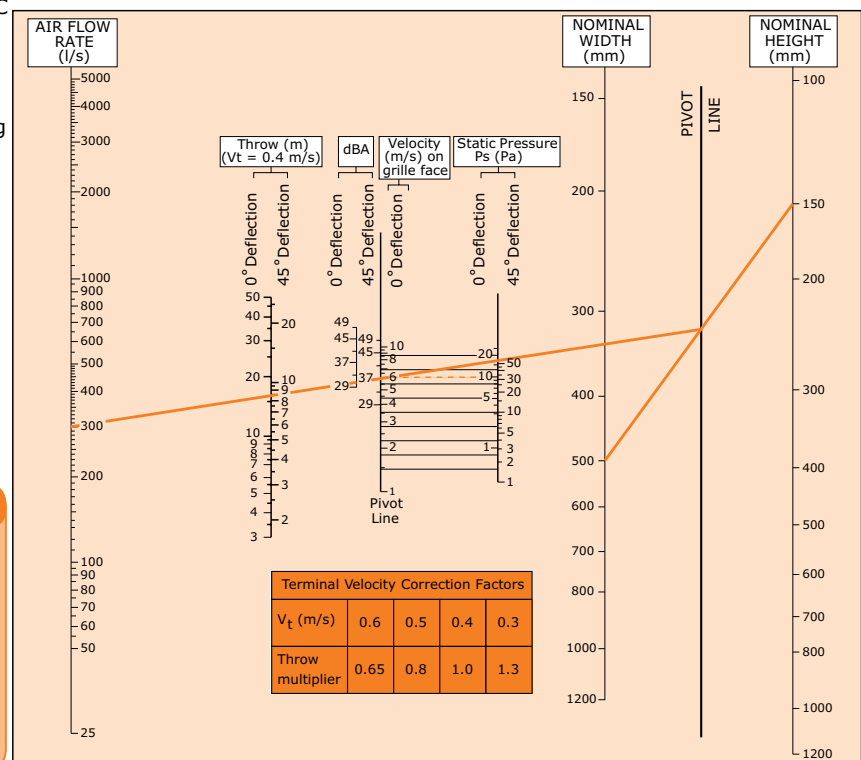 C
g
AIR FLOW
RATE
(l/s)
5000
4000
3000
2000
1000
900
800
700
600
500
400
300
200
100
90
80
70
60
50
25
Throw (m)
(Vt = 0.4 m/s)
0°Deflection
45°Deflection
50
40
30
20
10
9
8
7
6
5
4
3
20
10
9
8
7
6
5
4
3
2
dBA
0°Deflection
45°Deflection
49
45
37
29
49
45
37
29
Velocity
(m/s) on
grille face
0°Deflection
10
8
6
5
4
3
2
1
Pivot
Line
Static Pressure
Ps (Pa)
0°Deflection
45°Deflection
20
10
5
1
50
30
20
10
5
3
2
1
NOMINAL
WIDTH
(mm)
150
200
300
400
500
600
700
800
1000
1200
PIVOT
LINE
NOMINAL
HEIGHT
(mm)
100
150
200
300
400
500
600
700
800
1000
1200
Terminal Velocity Correction Factors
Vt (m/s) 0.6 0.5 0.4 0.3
Throw
multiplier 0.65 0.8 1.0 1.3